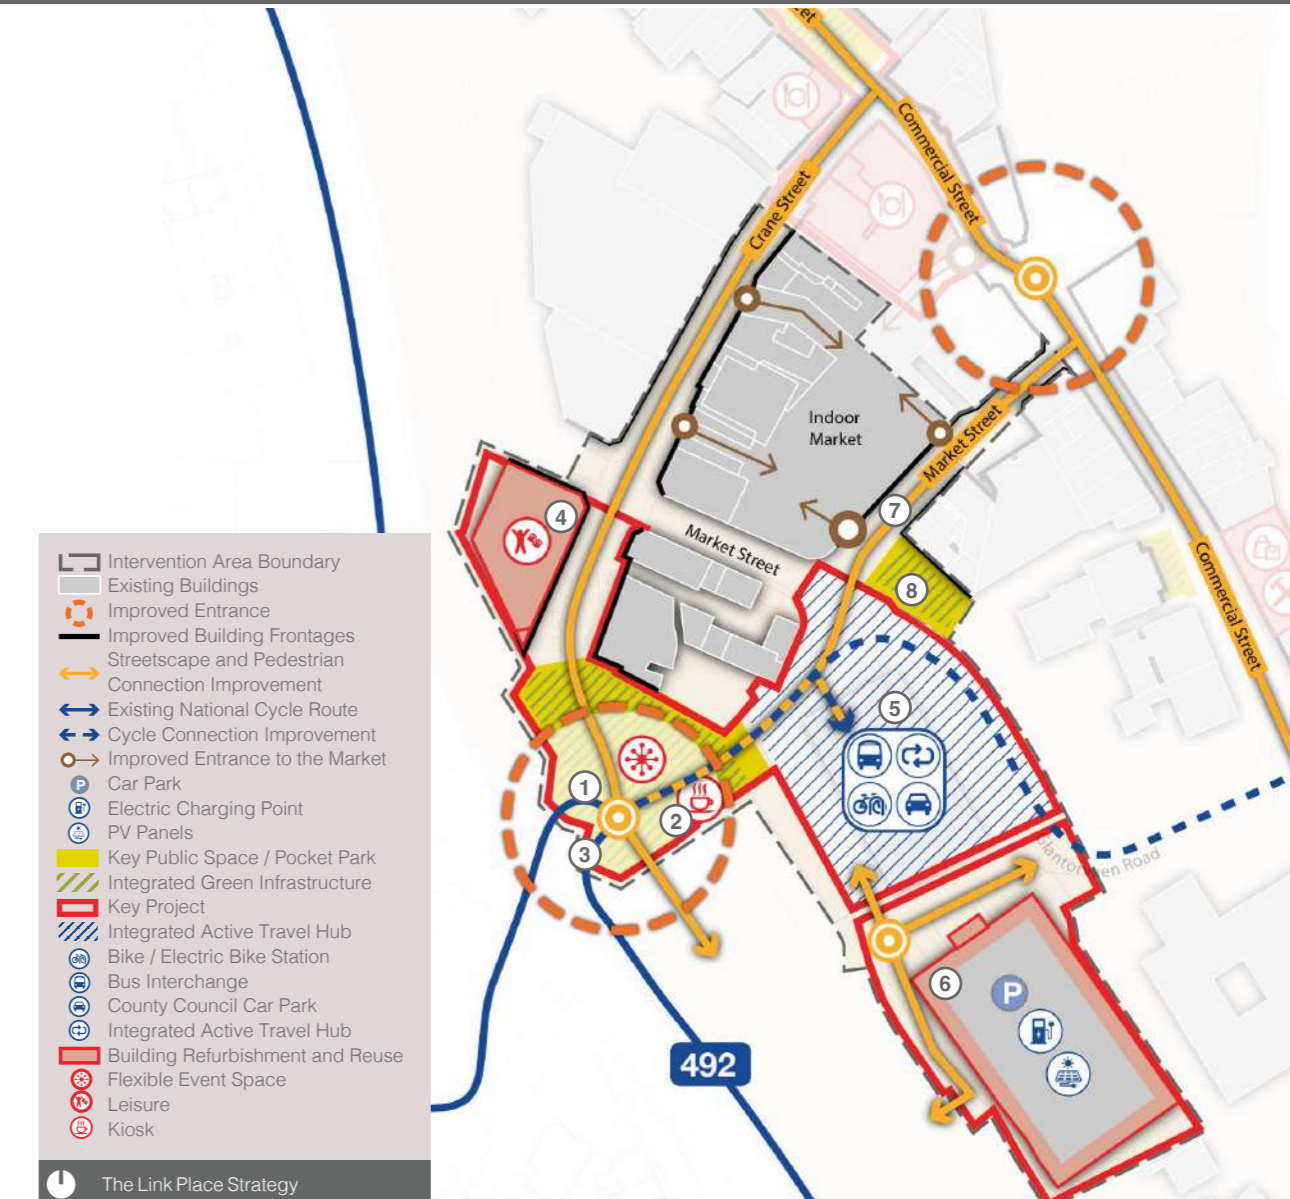 et
Commercial Street
Crane Street
Indoor
Market
Market Street
Market Street
7
4
8
Commercial Street
5
1
2
3
6
P
492
Intervention Area Boundary
Existing Buildings
Improved Entrance
Improved Building Frontages
Streetscape and Pedestrian
Connection Improvement
Existing National Cycle Route
Cycle Connection Improvement
Improved Entrance to the Market
P Car Park
Electric Charging Point
PV Panels
Key Public Space / Pocket Park
Integrated Green Infrastructure
Key Project
Integrated Active Travel Hub
Bike / Electric Bike Station
Bus Interchange
County Council Car Park
Integrated Active Travel Hub
Building Refurbishment and Reuse
Flexible Event Space
Leisure
Kiosk
The Link Place Strategy